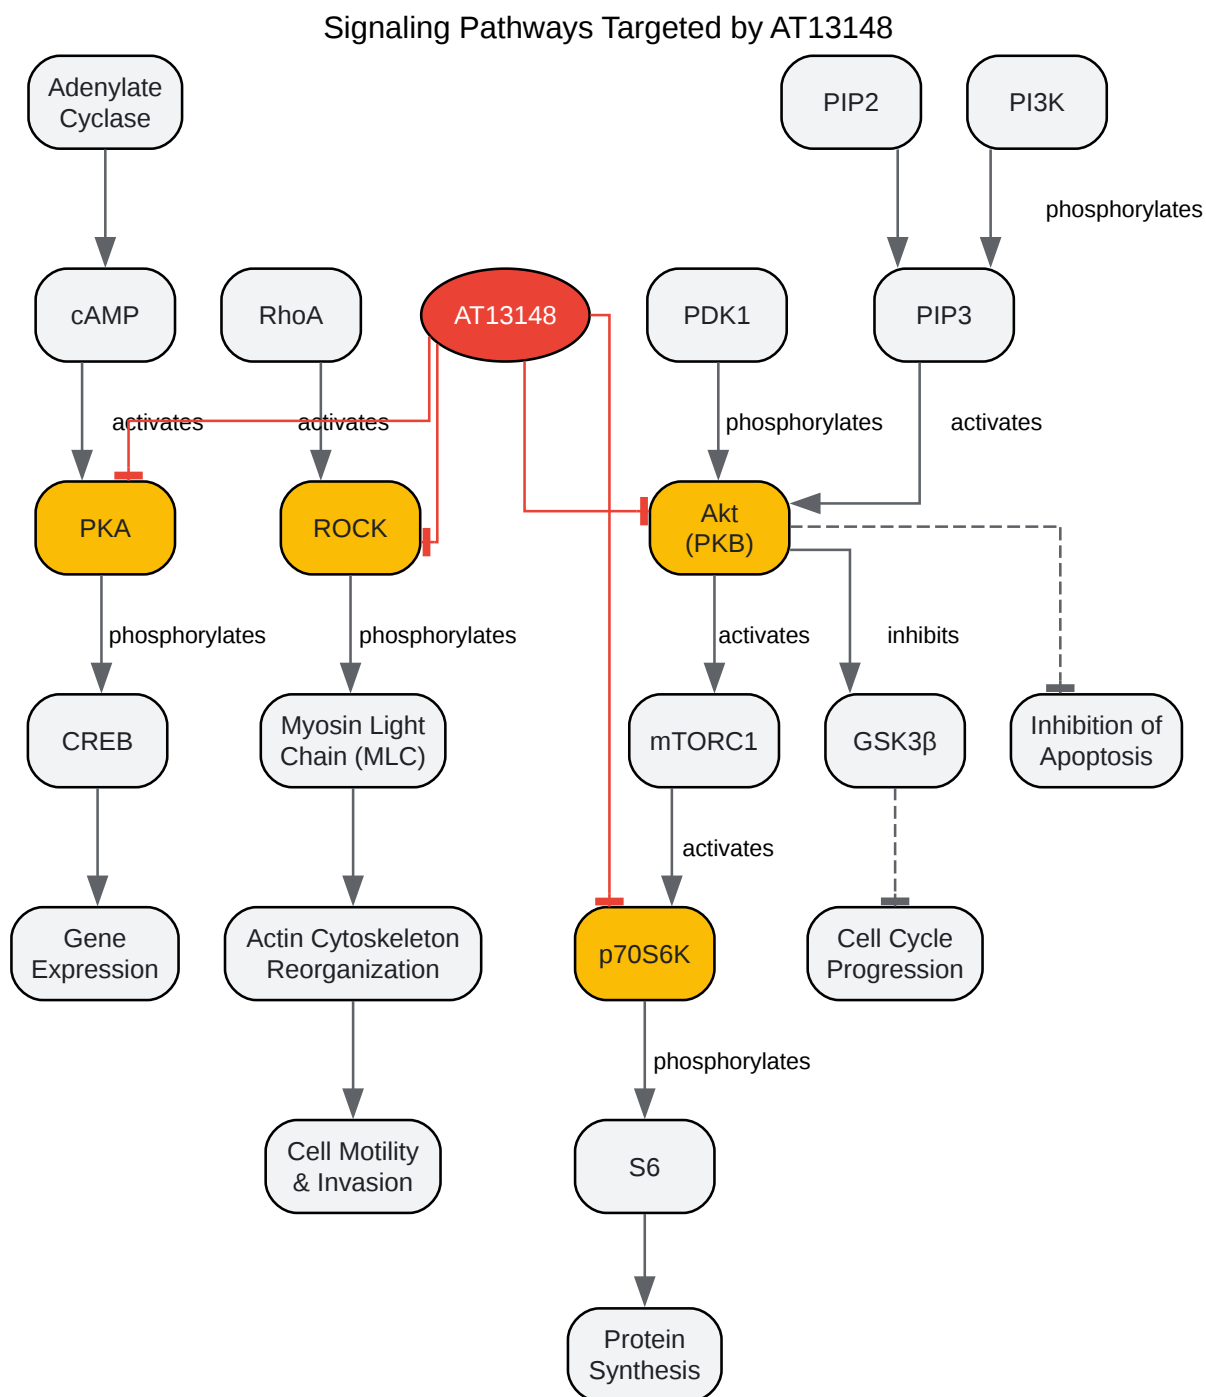 Signaling Pathways Targeted by AT13148
Adenylate
Cyclase
PIP2
PI3K
phosphorylates
cAMP
RhoA
AT13148
PDK1
PIP3
activates
activates
phosphorylates
activates
PKA
ROCK
Akt
(PKB)
phosphorylates
phosphorylates
activates
inhibits
CREB
Myosin Light
Chain (MLC)
mTORC1
GSK3β
Inhibition of
Apoptosis
activates
Gene
Expression
Actin Cytoskeleton
Reorganization
p70S6K
Cell Cycle
Progression
phosphorylates
Cell Motility
& Invasion
S6
Protein
Synthesis